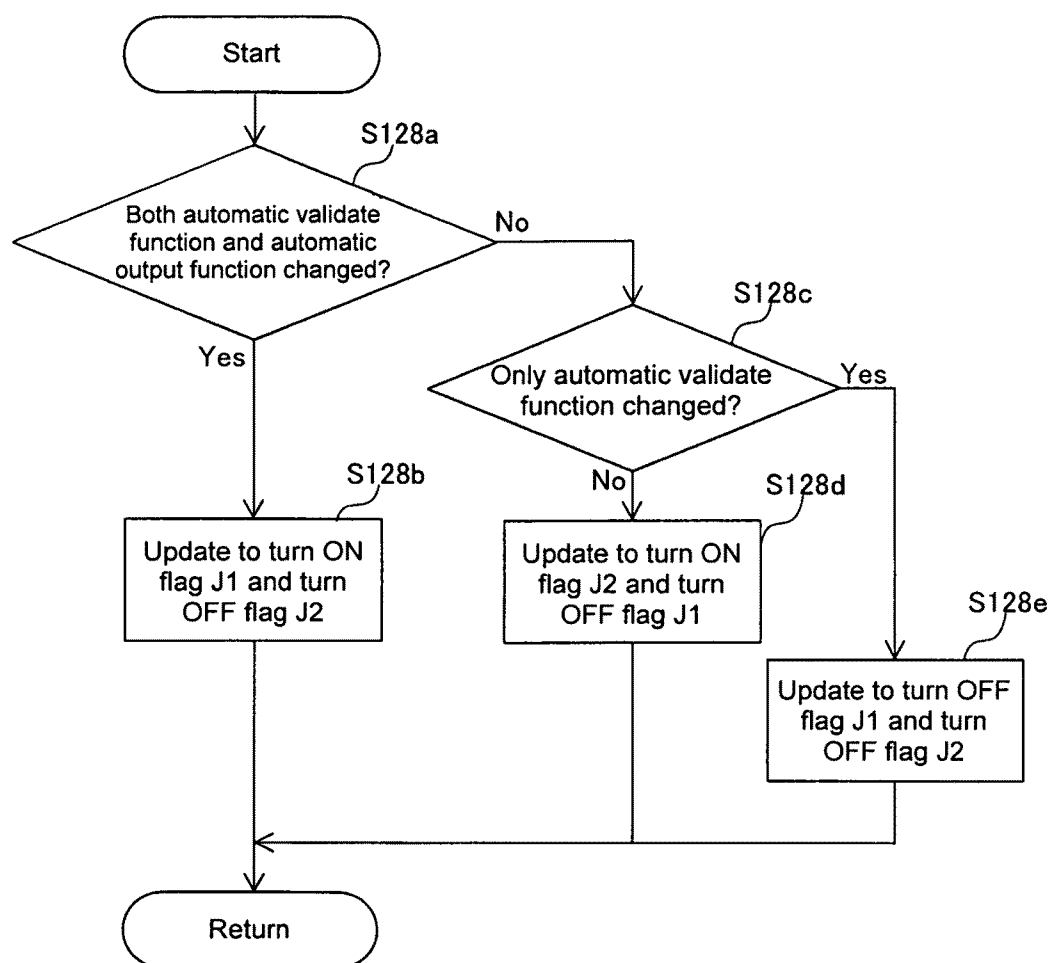 Start
S128a
Both automatic validate
function and automatic
output function changed?
No
Yes
S128c
Only automatic validate
function changed?
Yes
No
S128b
Update to turn ON
flag J1 and turn
OFF flag J2
S128d
Update to turn ON
flag J2 and turn
OFF flag J1
S128e
Update to turn OFF
flag J1 and turn
OFF flag J2
Return